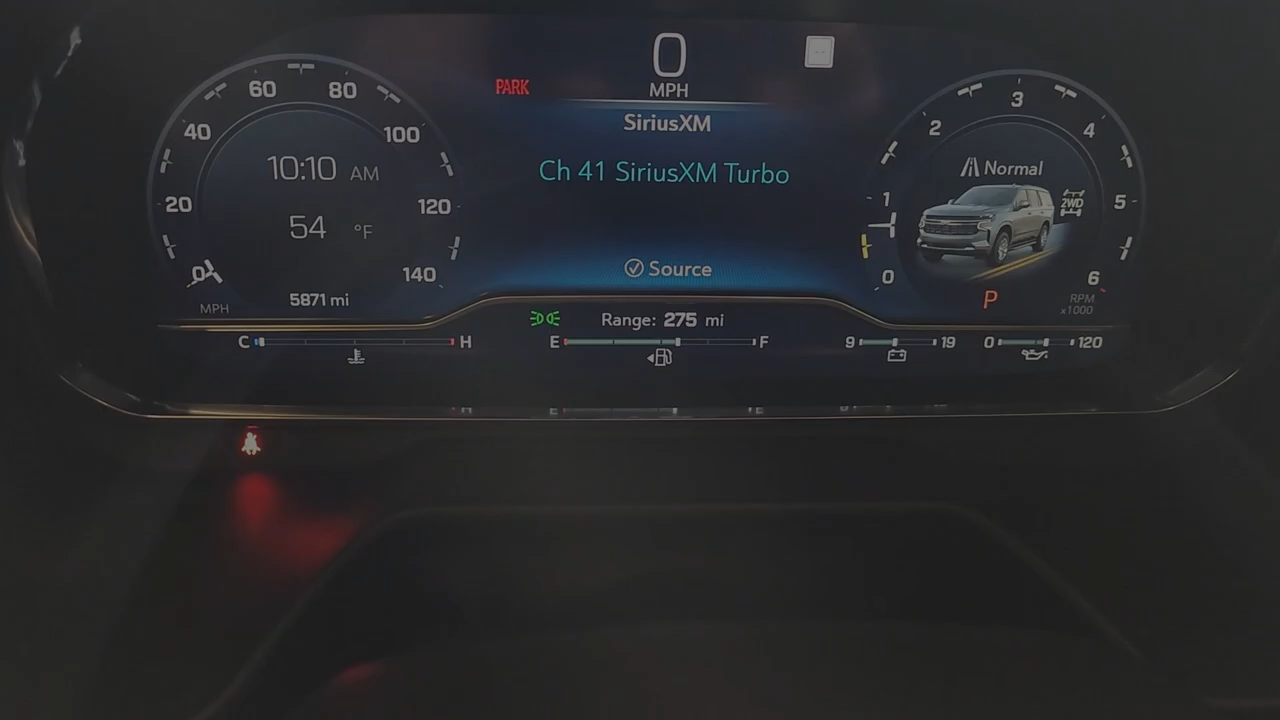 0
MPH
PARK
SiriusXM
Ch 41 SiriusXM Turbo
Source
0
20
40
60
80
100
120
140
MPH
10:10 AM
54 °F
5871 mi
0
1
2
3
4
5
6
RPM
x1000
Normal
2WD
P
Range: 275 mi
C H
E F
9 19
0 120